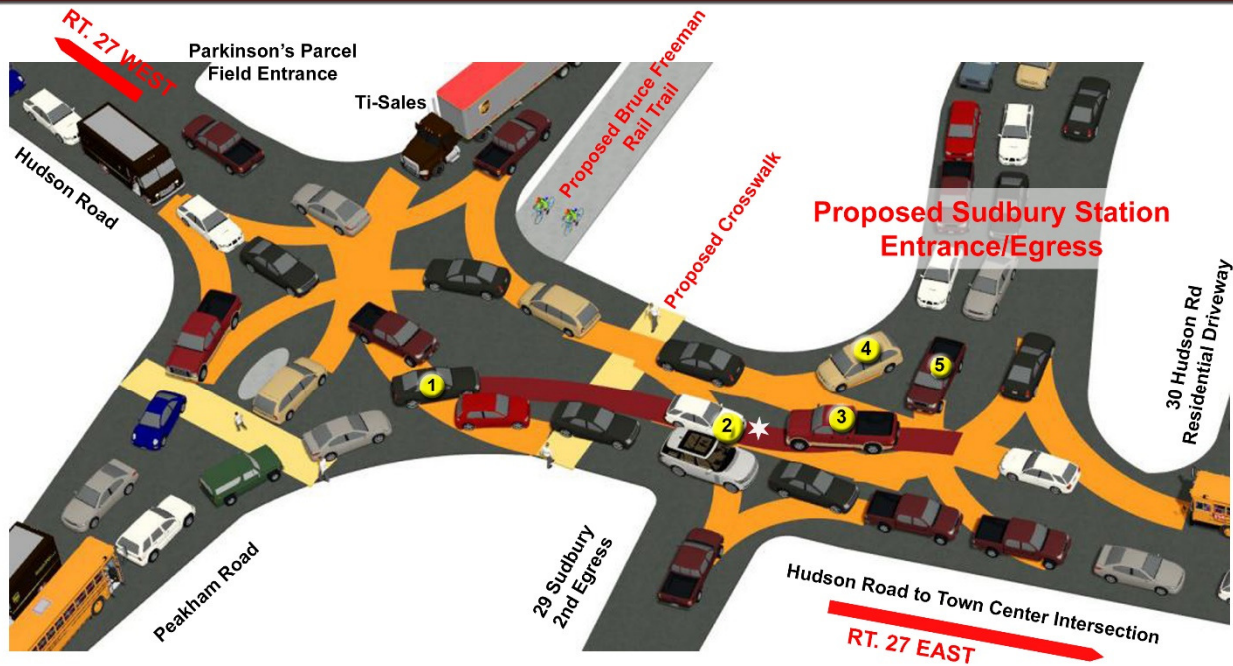 RT. 27 WEST
Parkinson's Parcel
Field Entrance
Ti-Sales
Hudson Road
Proposed Bruce Freeman
Rail Trail
Proposed Crosswalk
Proposed Sudbury Station
Entrance/Egress
30 Hudson Rd
Residential Driveway
1
2
3
4
5
Peakham Road
29 Sudbury
2nd Egress
Hudson Road to Town Center Intersection
RT. 27 EAST